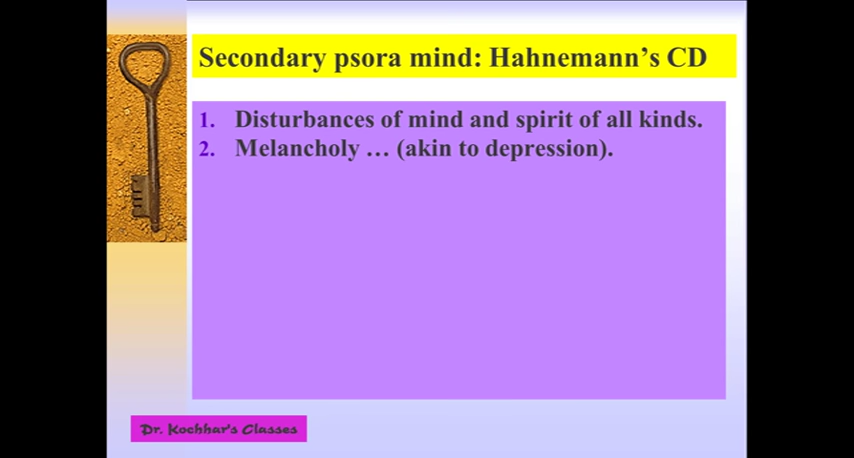 Secondary psora mind: Hahnemann's CD
1. Disturbances of mind and spirit of all kinds.
2. Melancholy ... (akin to depression).
Dr. Kochhar's Classes